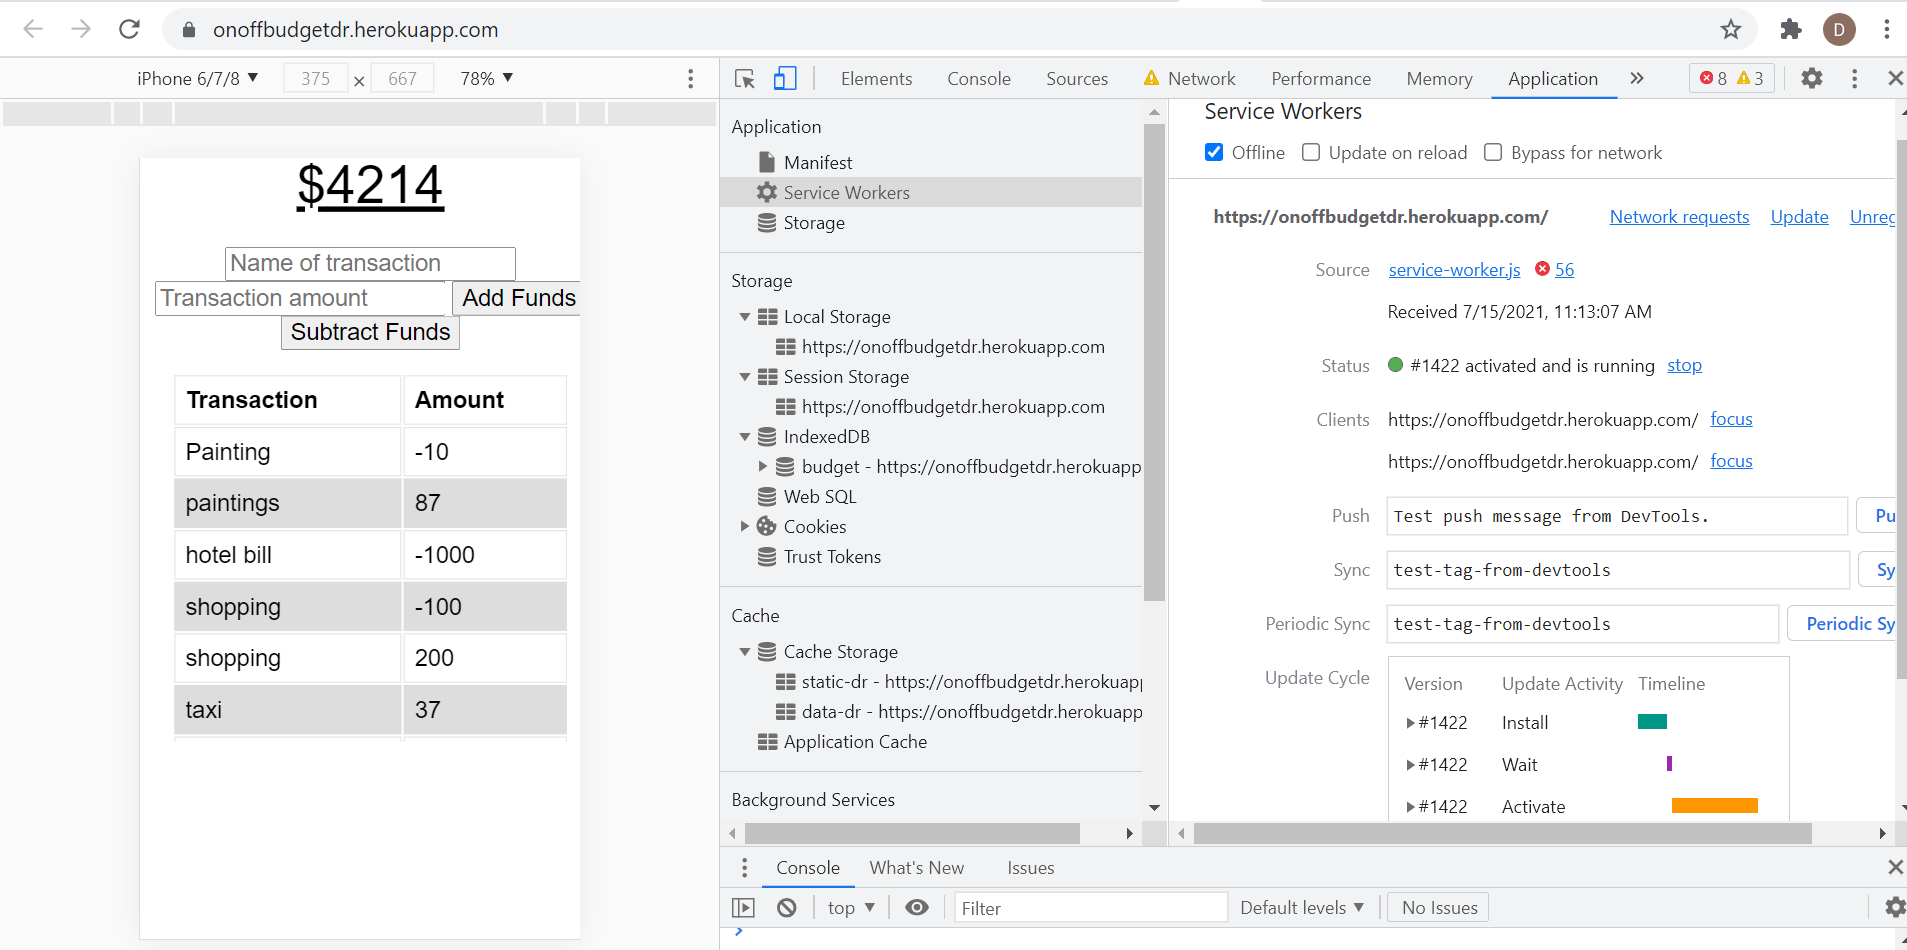 onoffbudgetdr.herokuapp.com
D
iPhone 6/7/8 ▼ 375 × 667 78% ▼
Elements Console Sources Network Performance Memory Application » 8 3
$4214
Name of transaction
Transaction amount Add Funds
Subtract Funds
Transaction Amount
Painting -10
paintings 87
hotel bill -1000
shopping -100
shopping 200
taxi 37
Application
Manifest
Service Workers
Storage
Storage
Local Storage
https://onoffbudgetdr.herokuapp.com
Session Storage
https://onoffbudgetdr.herokuapp.com
IndexedDB
budget - https://onoffbudgetdr.herokuapp
Web SQL
Cookies
Trust Tokens
Cache
Cache Storage
static-dr - https://onoffbudgetdr.herokuap
data-dr - https://onoffbudgetdr.herokuapp
Application Cache
Background Services
Service Workers
Offline Update on reload Bypass for network
https://onoffbudgetdr.herokuapp.com/ Network requests Update Unreg
Source service-worker.js 56
Received 7/15/2021, 11:13:07 AM
Status #1422 activated and is running stop
Clients https://onoffbudgetdr.herokuapp.com/ focus
https://onoffbudgetdr.herokuapp.com/ focus
Push Test push message from DevTools. Pu
Sync test-tag-from-devtools Sy
Periodic Sync test-tag-from-devtools Periodic Sy
Update Cycle Version Update Activity Timeline
#1422 Install
#1422 Wait
#1422 Activate
Console What's New Issues
top ▼ Filter Default levels ▼ No Issues